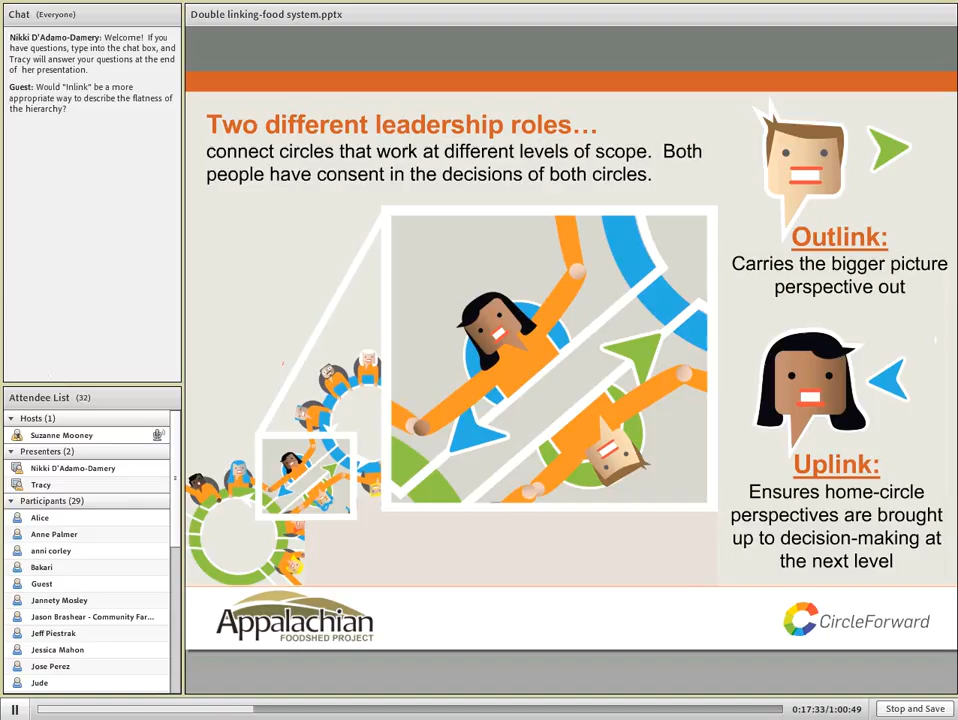 Chat (Everyone)
Nikki D'Adamo-Damery: Welcome! If you
have questions, type into the chat box, and
Tracy will answer your questions at the end
of her presentation.
Guest: Would "Inlink" be a more
appropriate way to describe the flatness of
the hierarchy?
Attendee List (32)
Hosts (1)
Suzanne Mooney
Presenters (2)
Nikki D'Adamo-Damery
Tracy
Participants (29)
Alice
Anne Palmer
anni corley
Bakari
Guest
Jannety Mosley
Jason Brashear - Community Far...
Jeff Piestrak
Jessica Mahon
Jose Perez
Jude
Double linking-food system.pptx
Two different leadership roles...
connect circles that work at different levels of scope. Both
people have consent in the decisions of both circles.
Outlink:
Carries the bigger picture
perspective out
Uplink:
Ensures home-circle
perspectives are brought
up to decision-making at
the next level
Appalachian
FOODSHED PROJECT
CircleForward
0:17:33/1:00:49
Stop and Save